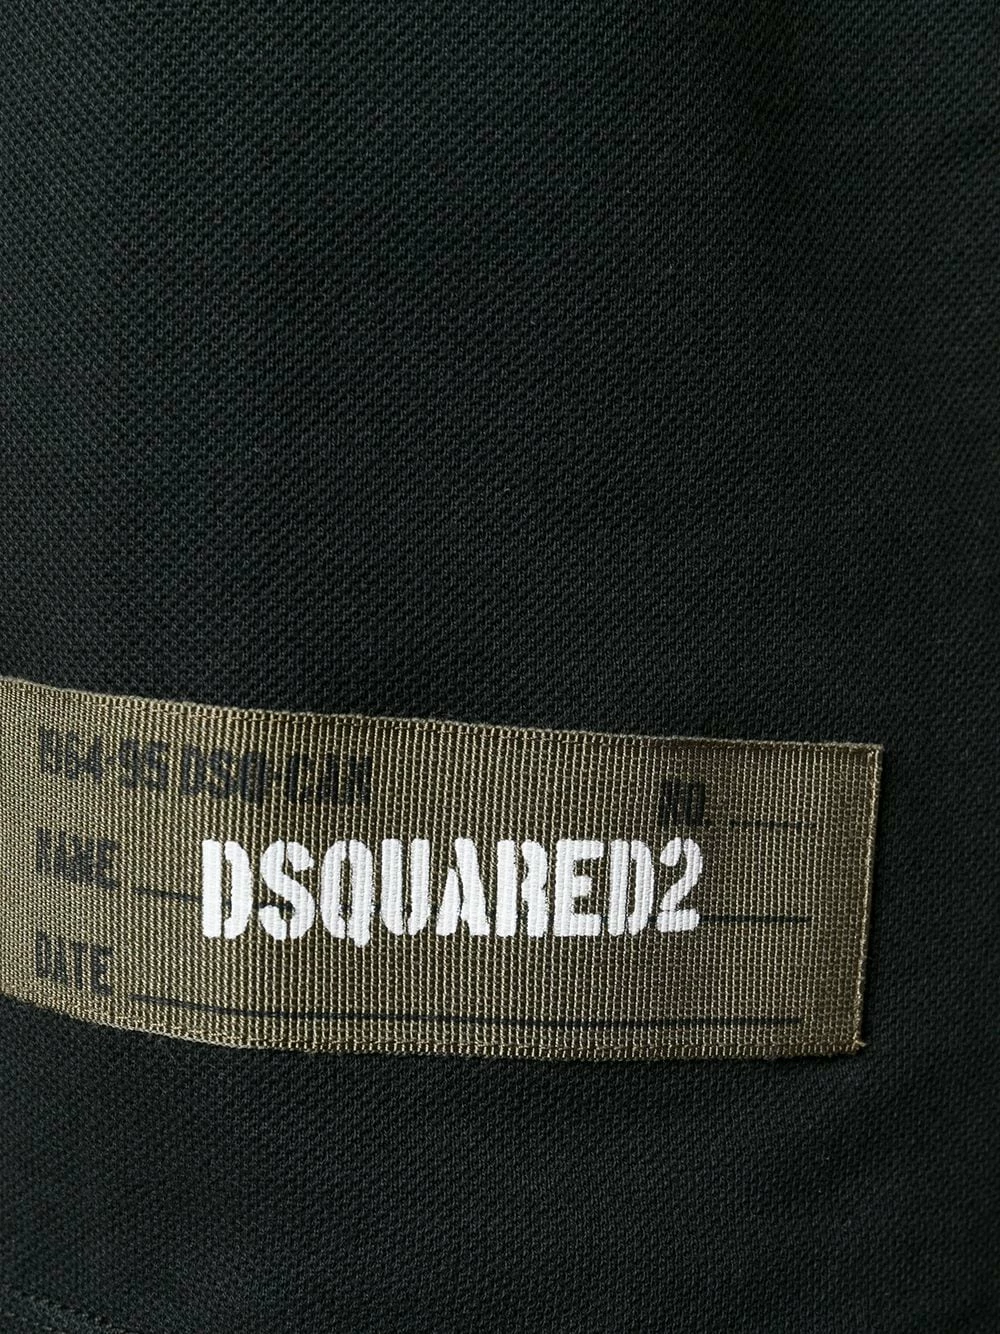 1964-95 DSQ-CAN
NO.
NAME DSQUARED2
DATE